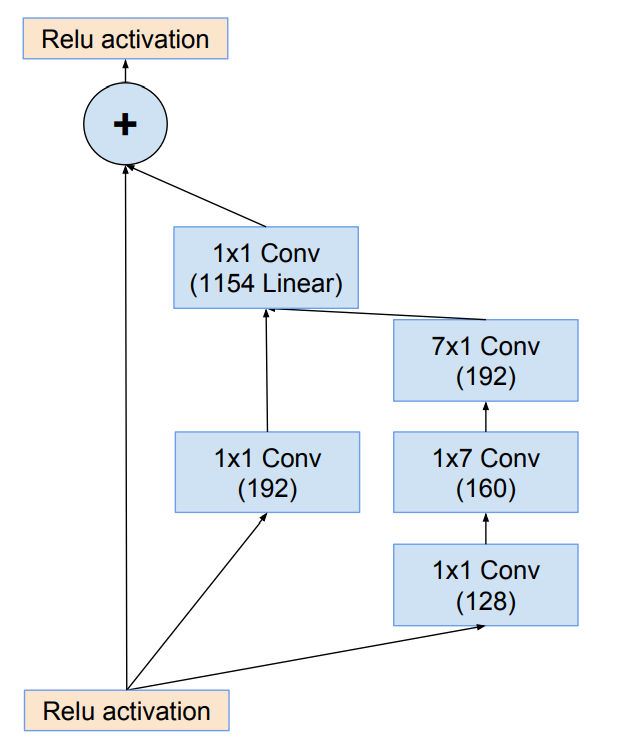 Relu activation
+
1x1 Conv
(1154 Linear)
7x1 Conv
(192)
1x1 Conv
(192)
1x7 Conv
(160)
1x1 Conv
(128)
Relu activation